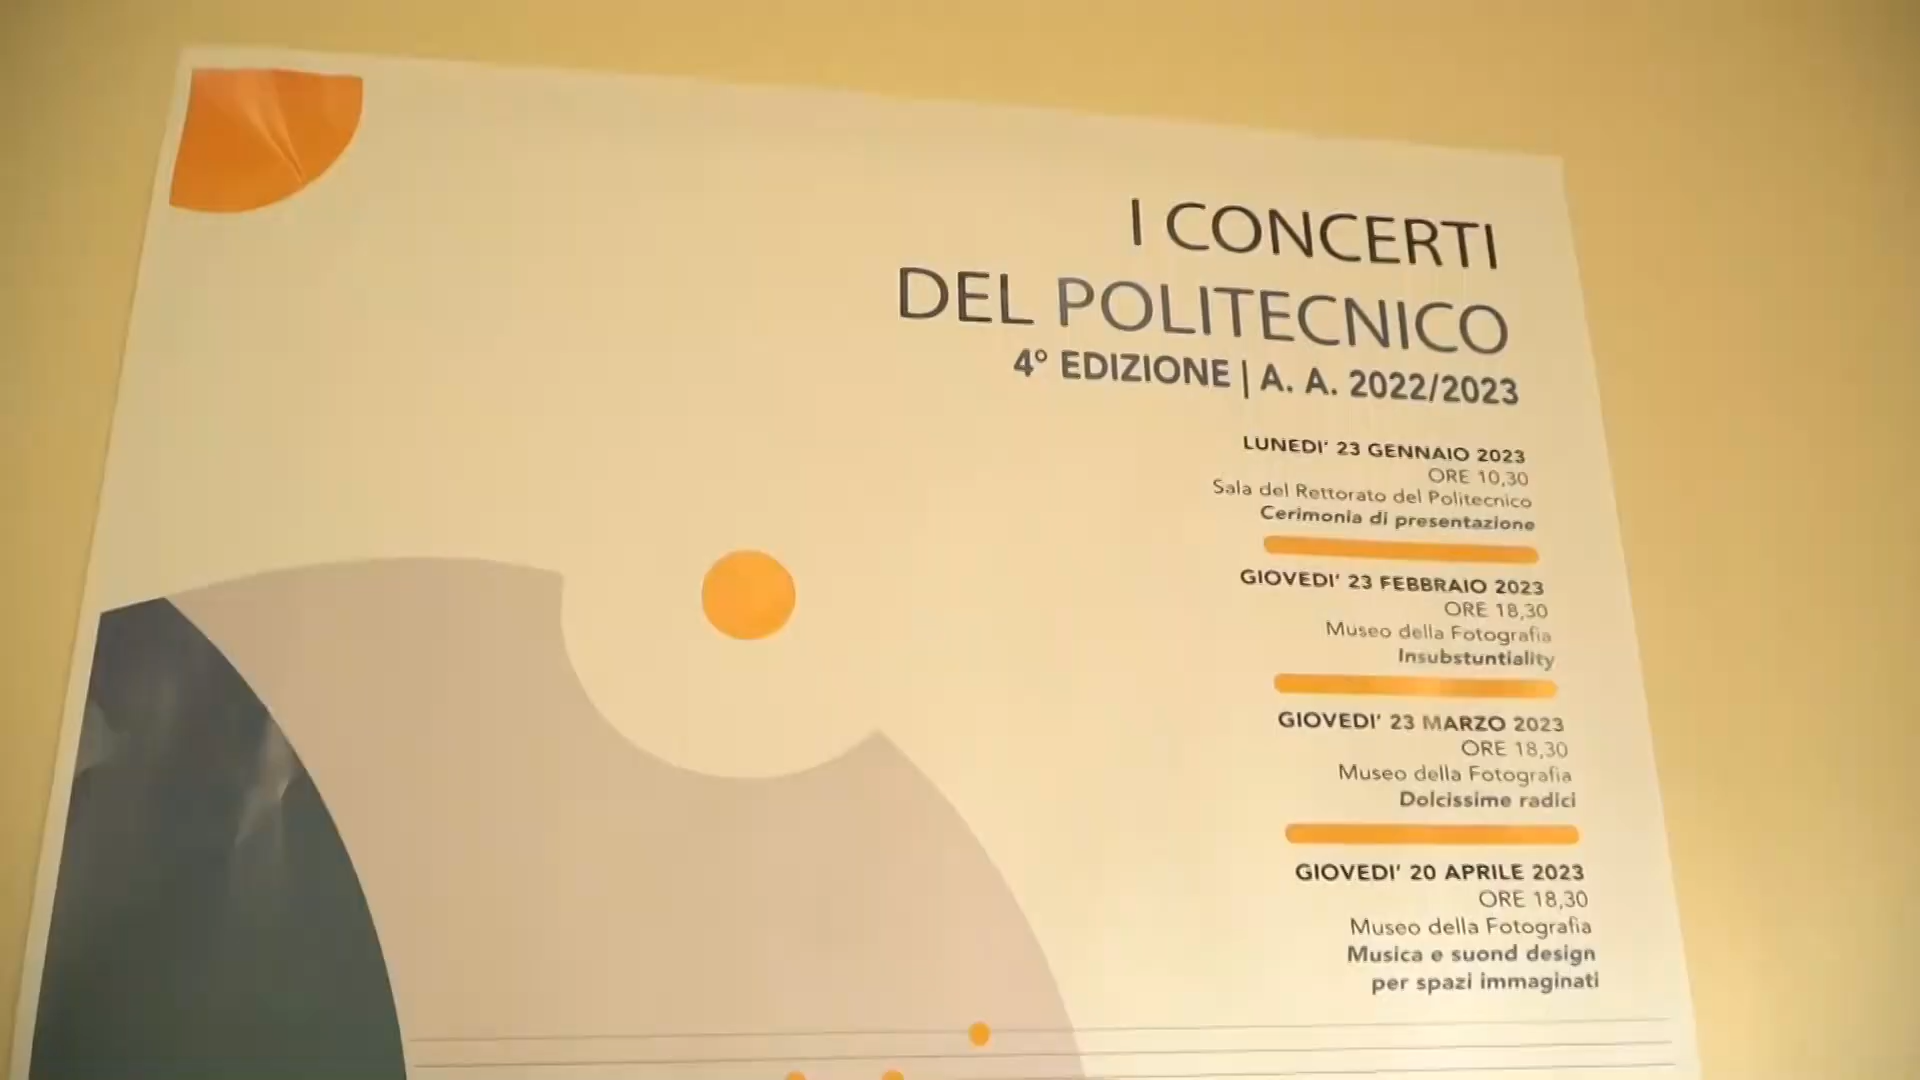 I CONCERTI
DEL POLITECNICO
4° EDIZIONE | A. A. 2022/2023
LUNEDI' 23 GENNAIO 2023
ORE 10,30
Sala del Rettorato del Politecnico
Cerimonia di presentazione
GIOVEDI' 23 FEBBRAIO 2023
ORE 18,30
Museo della Fotografia
Insubstuntiality
GIOVEDI' 23 MARZO 2023
ORE 18,30
Museo della Fotografia
Dolcissime radici
GIOVEDI' 20 APRILE 2023
ORE 18,30
Museo della Fotografia
Musica e suond design
per spazi immaginati